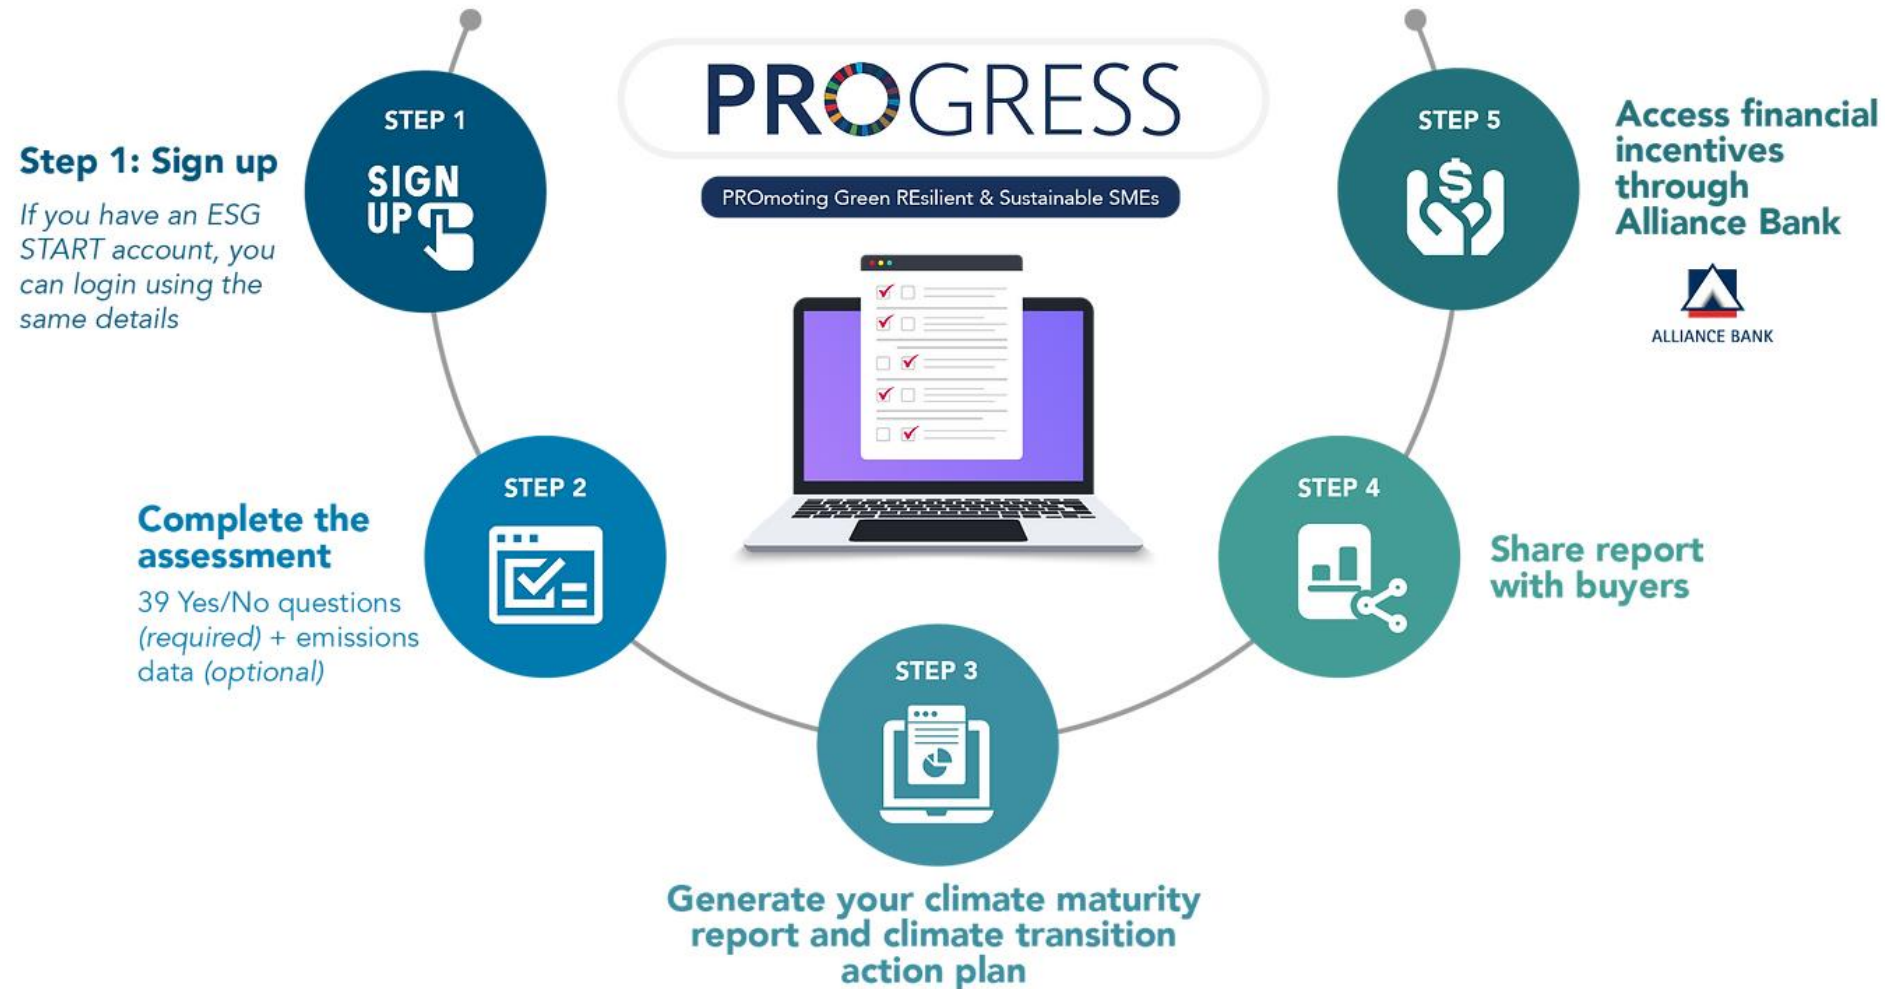 PROGRESS
PROmoting Green REsilient & Sustainable SMEs
STEP 1
SIGN
UP
Step 1: Sign up
If you have an ESG
START account, you
can login using the
same details
STEP 2
Complete the
assessment
39 Yes/No questions
(required) + emissions
data (optional)
STEP 3
Generate your climate maturity
report and climate transition
action plan
STEP 4
Share report
with buyers
STEP 5
$
Access financial
incentives
through
Alliance Bank
ALLIANCE BANK